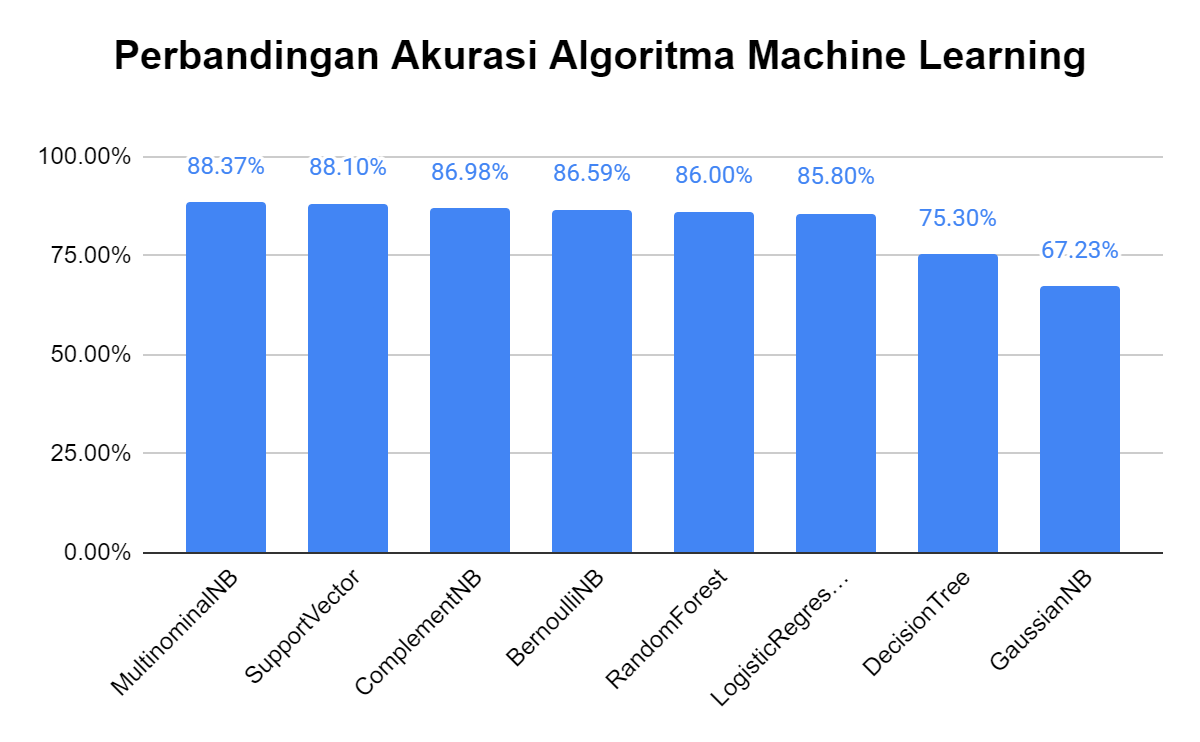 Perbandingan Akurasi Algoritma Machine Learning
100.00%
75.00%
50.00%
25.00%
0.00%
88.37%
88.10%
86.98%
86.59%
86.00%
85.80%
75.30%
67.23%
MultinominalNB
SupportVector
ComplementNB
BernoulliNB
RandomForest
LogisticRegres…
DecisionTree
GaussianNB